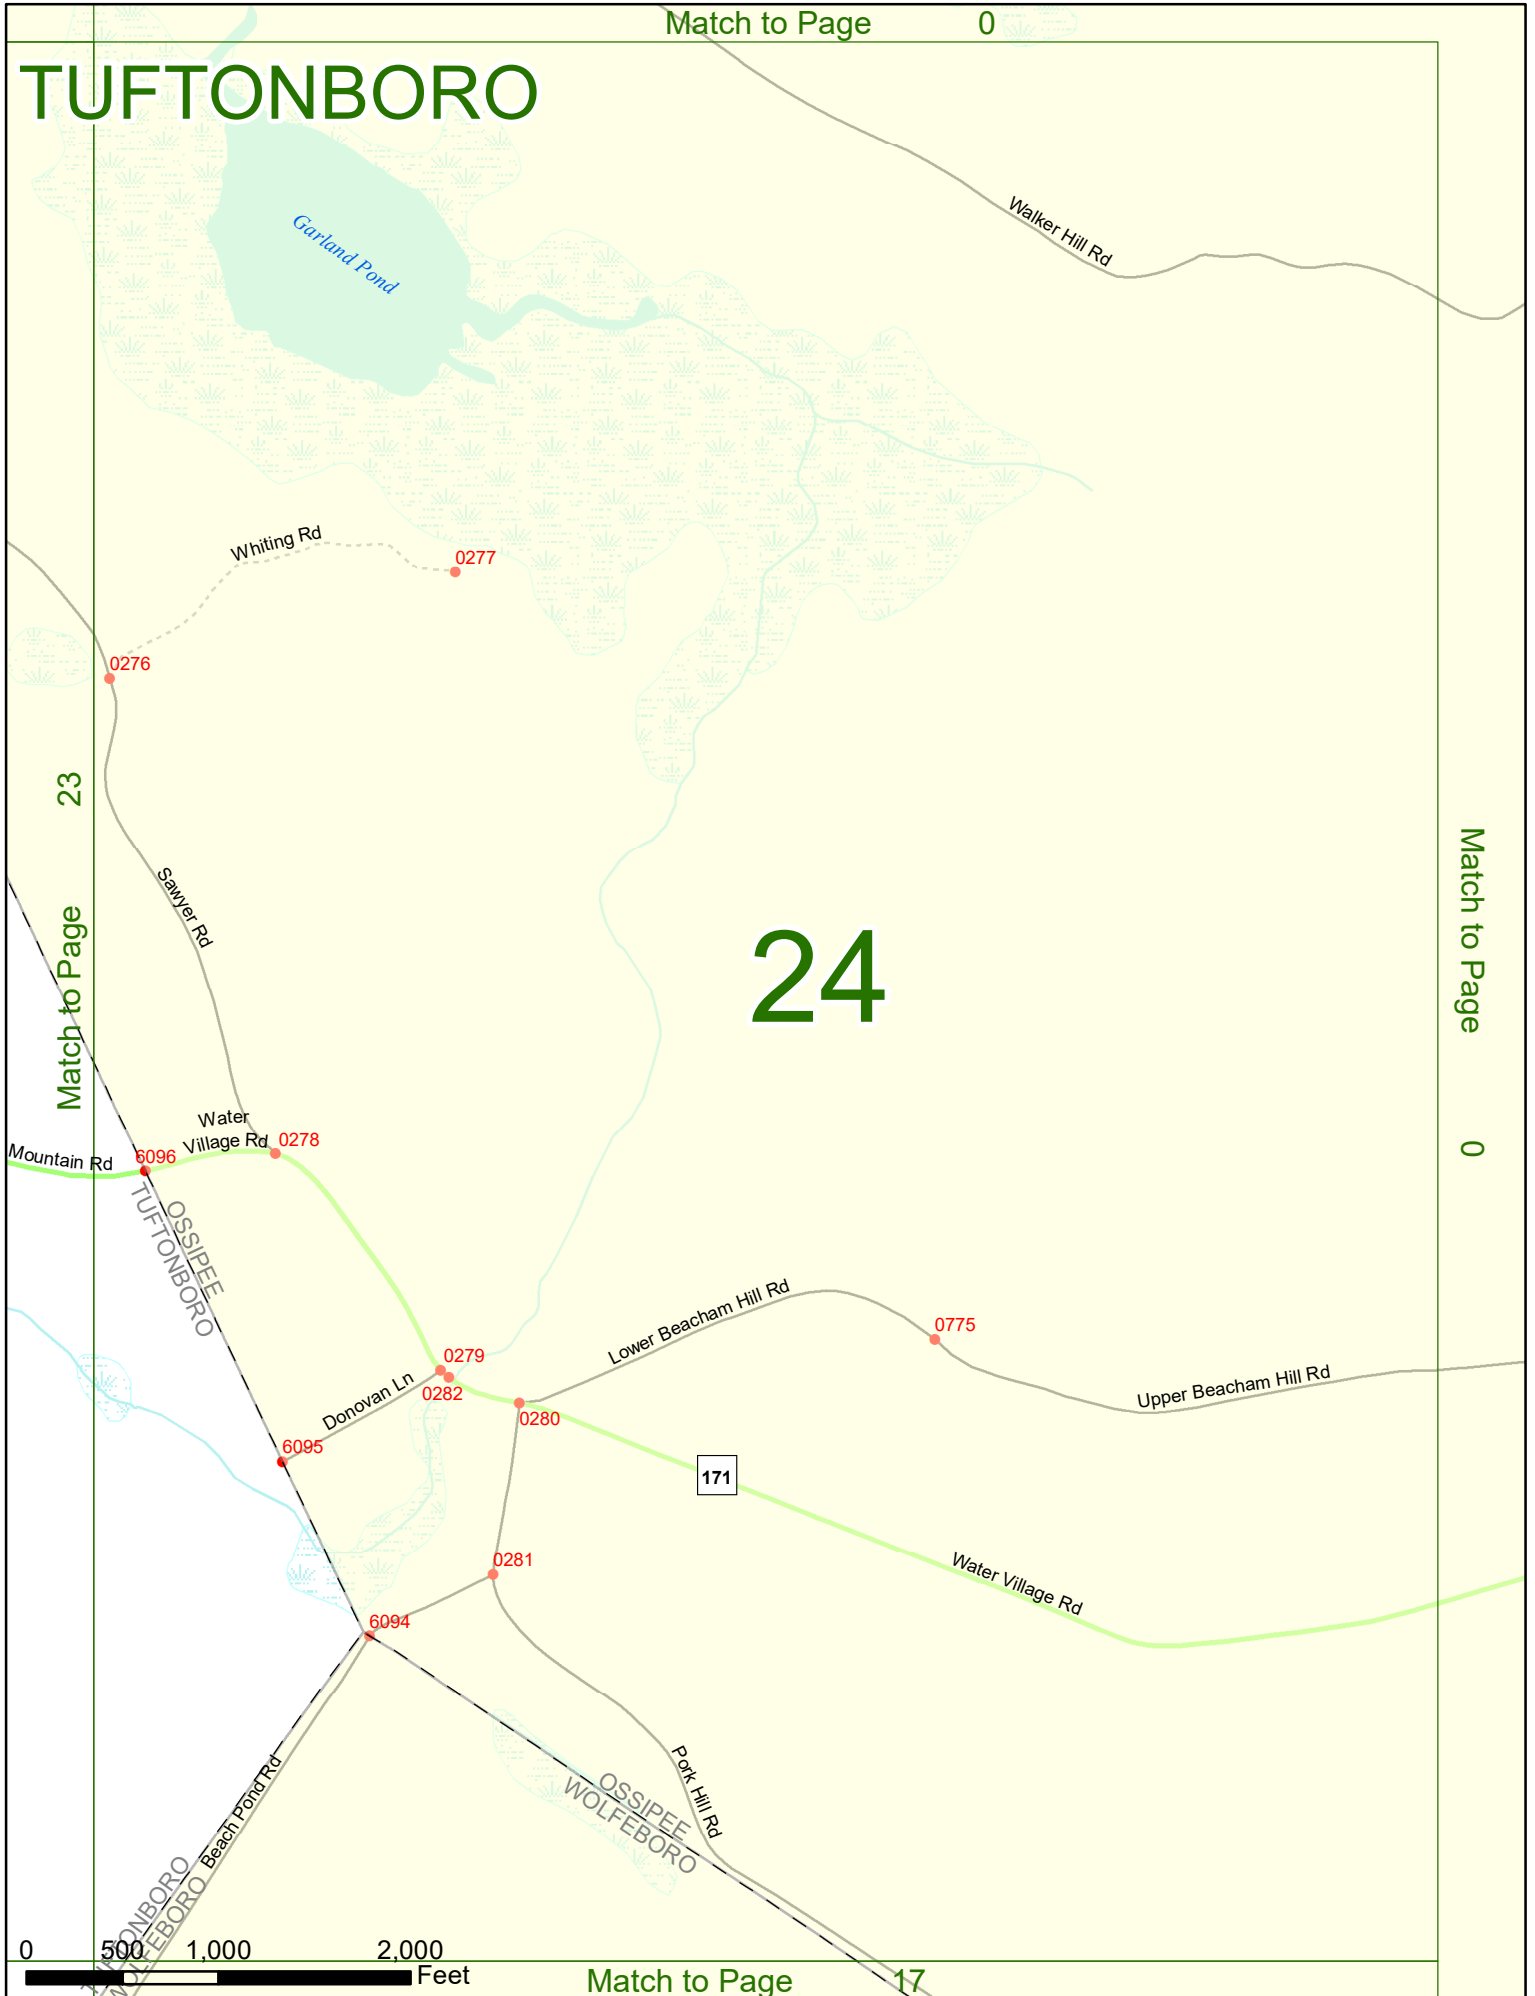 Match to Page 0
TUFTONBORO
Garland Pond
Walker Hill Rd
Whiting Rd
0277
0276
Match to Page 23
Sawyer Rd
24
Match to Page 0
Water
Village Rd
0278
Mountain Rd
6096
OSSIPEE
TUFTONBORO
Lower Beacham Hill Rd
0775
0279
0282
Upper Beacham Hill Rd
Donovan Ln
0280
6095
171
0281
Water Village Rd
6094
Pork Hill Rd
Beach Pond Rd
OSSIPEE
WOLFEBORO
TUFTONBORO
WOLFEBORO
0 500 1,000 2,000
Feet
Match to Page 17